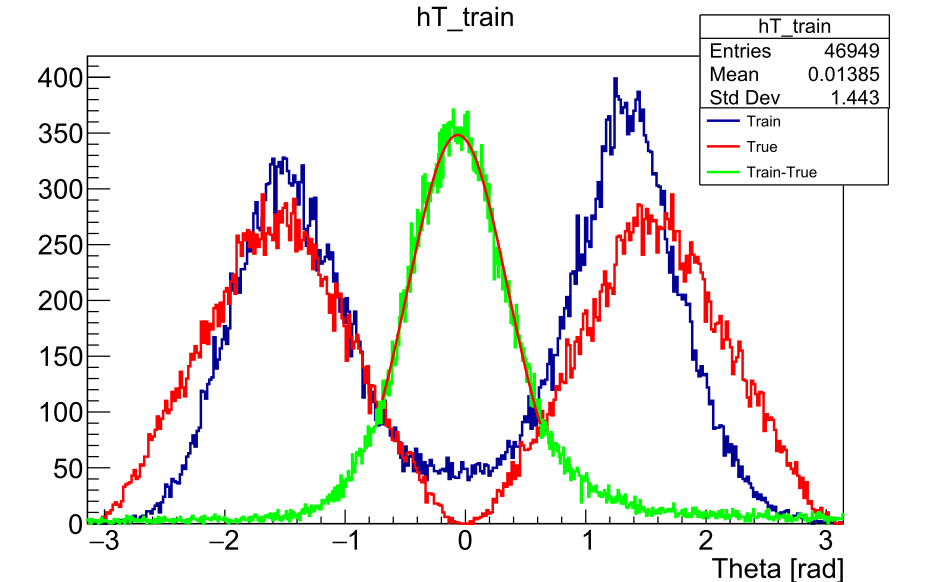 hT_train
hT_train
Entries 46949
Mean 0.01385
Std Dev 1.443
Train
True
Train-True
400
350
300
250
200
150
100
50
0
−3 −2 −1 0 1 2 3
Theta [rad]